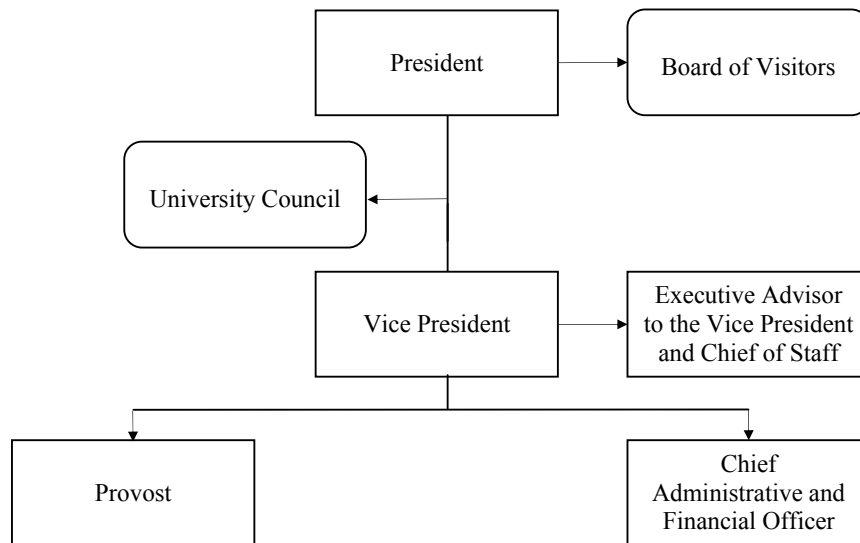 President
Board of Visitors
University Council
Vice President
Executive Advisor
to the Vice President
and Chief of Staff
Provost
Chief
Administrative and
Financial Officer